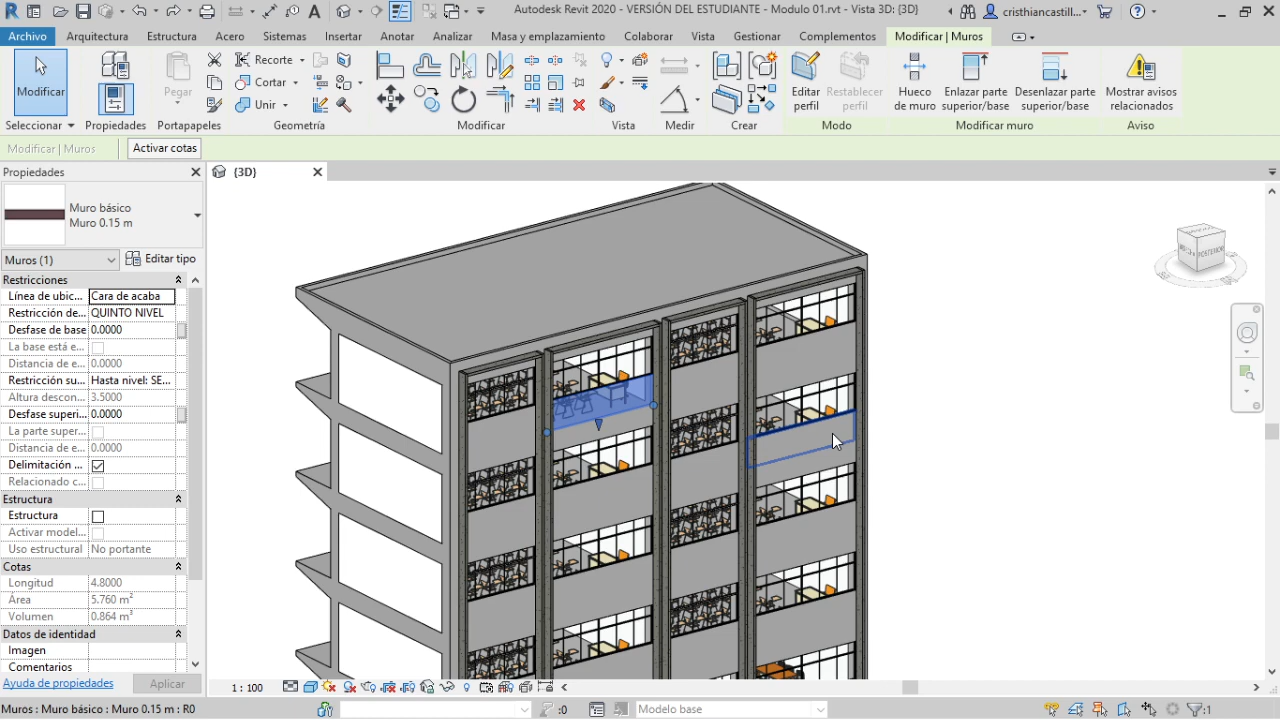 Autodesk Revit 2020 - VERSIÓN DEL ESTUDIANTE - Modulo 01.rvt - Vista 3D: {3D}
cristhiancastill...
Archivo Arquitectura Estructura Acero Sistemas Insertar Anotar Analizar Masa y emplazamiento Colaborar Vista Gestionar Complementos Modificar | Muros
Modificar
Pegar
Recorte
Cortar
Unir
Editar perfil
Restablecer perfil
Hueco de muro
Enlazar parte superior/base
Desenlazar parte superior/base
Mostrar avisos relacionados
Seleccionar Propiedades Portapapeles Geometría Modificar Vista Medir Crear Modo Modificar muro Aviso
Modificar | Muros
Activar cotas
Propiedades
{3D}
Muro básico
Muro 0.15 m
Muros (1)
Editar tipo
Restricciones
Línea de ubic... Cara de acaba
Restricción de... QUINTO NIVEL
Desfase de base 0.0000
La base está e...
Distancia de e... 0.0000
Restricción su... Hasta nivel: SE...
Altura descon... 3.5000
Desfase superi... 0.0000
La parte super...
Distancia de e... 0.0000
Delimitación ...
Relacionado c...
Estructura
Estructura
Activar model...
Uso estructural No portante
Cotas
Longitud 4.8000
Área 5.760 m²
Volumen 0.864 m³
Datos de identidad
Imagen
Comentarios
Ayuda de propiedades
Aplicar
1 : 100
Muros : Muro básico : Muro 0.15 m : R0
:0
Modelo base
:1